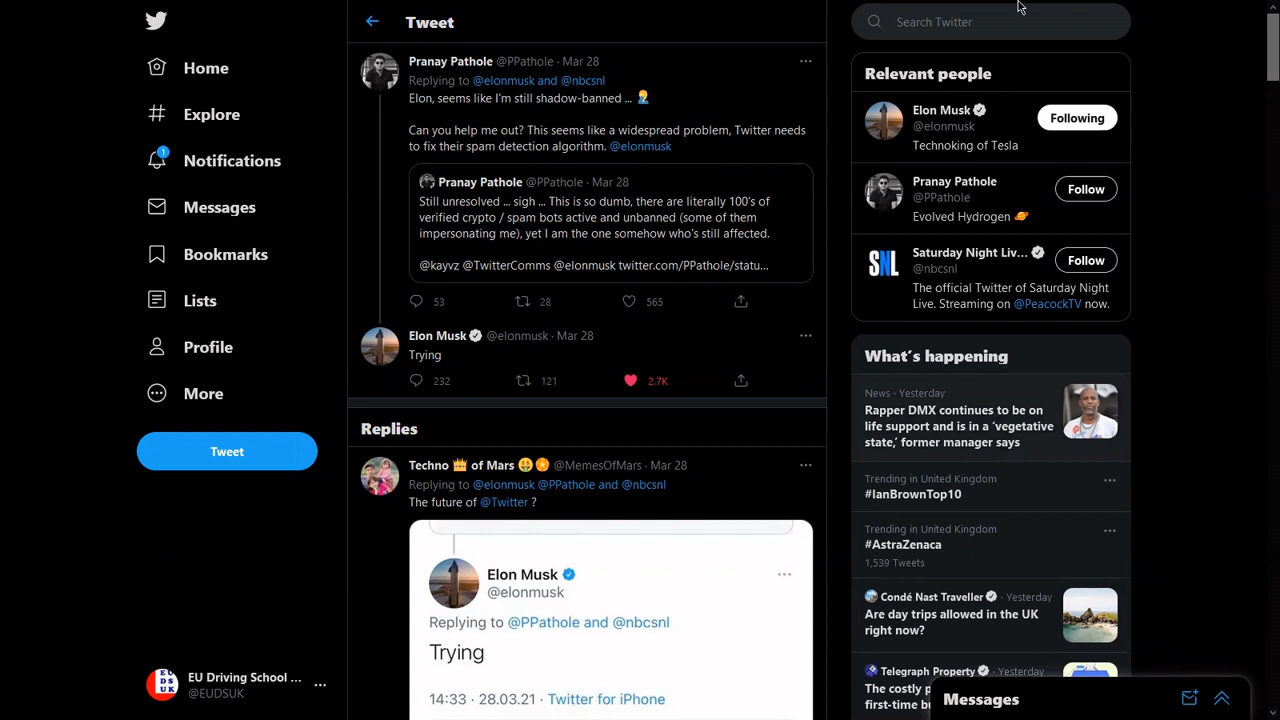 Home
Explore
1
Notifications
Messages
Bookmarks
Lists
Profile
More
Tweet
EU Driving School ...
@EUDSUK
Tweet
Pranay Pathole @PPathole · Mar 28
Replying to @elonmusk and @nbcsnl
Elon, seems like I'm still shadow-banned ...
Can you help me out? This seems like a widespread problem, Twitter needs
to fix their spam detection algorithm. @elonmusk
Pranay Pathole @PPathole · Mar 28
Still unresolved ... sigh ... This is so dumb, there are literally 100's of
verified crypto / spam bots active and unbanned (some of them
impersonating me), yet I am the one somehow who's still affected.
@kayvz @TwitterComms @elonmusk twitter.com/PPathole/statu...
53 28 565
Elon Musk @elonmusk · Mar 28
Trying
232 121 2.7K
Replies
Techno of Mars @MemesOfMars · Mar 28
Replying to @elonmusk @PPathole and @nbcsnl
The future of @Twitter ?
Elon Musk
@elonmusk
Replying to @PPathole and @nbcsnl
Trying
14:33 · 28.03.21 · Twitter for iPhone
Search Twitter
Relevant people
Elon Musk
@elonmusk
Following
Technoking of Tesla
Pranay Pathole
@PPathole
Follow
Evolved Hydrogen
SNL
Saturday Night Liv...
@nbcsnl
Follow
The official Twitter of Saturday
Night Live. Streaming on @PeacockTV now.
What's happening
News · Yesterday
Rapper DMX continues to be on
life support and is in a 'vegetative
state,' former manager says
Trending in United Kingdom
#IanBrownTop10
Trending in United Kingdom
#AstraZenaca
1,539 Tweets
Condé Nast Traveller · Yesterday
Are day trips allowed in the UK
right now?
Telegraph Property · Yesterday
The costly p
first-time bu
Messages